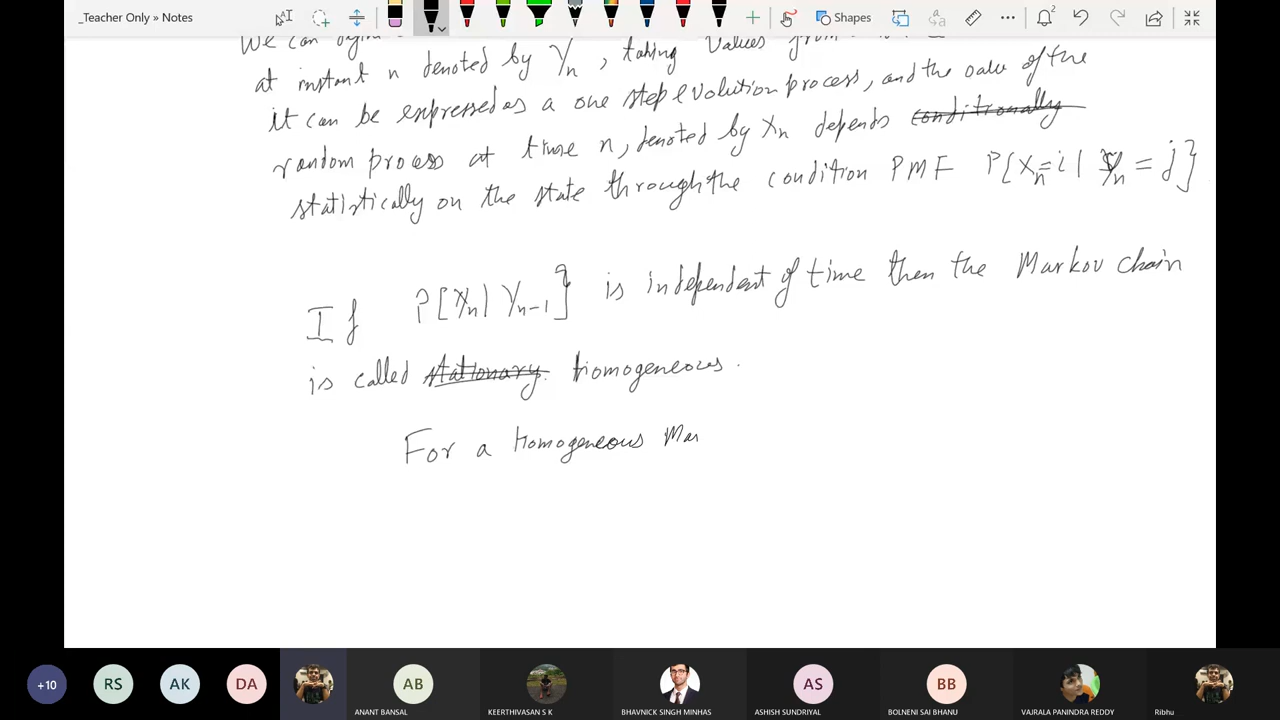 _Teacher Only » Notes
Shapes
We can
at instant n denoted by Yn, taking values from
it can be expressed as a one step evolution process, and the value of the
random process at time n, denoted by Xn depends conditionally
statistically on the state through the condition PMF P[Xn=i | Yn = j}
If P[Yn | Yn-1} is independent of time then the Markov chain
is called stationary. homogeneous.
For a Homogeneous Mar
+10
RS
AK
DA
AB
AS
BB
ANANT BANSAL
KEERTHIVASAN S K
BHAVNICK SINGH MINHAS
ASHISH SUNDRIYAL
BOLNENI SAI BHANU
VAJRALA PANINDRA REDDY
Ribhu